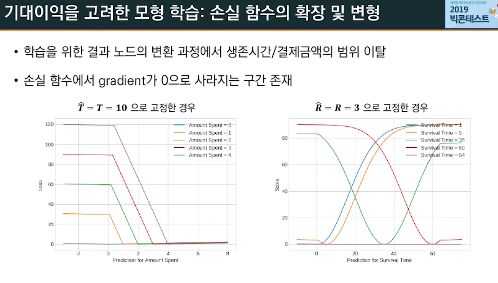 기대이익을 고려한 모형 학습: 손실 함수의 확장 및 변형
2019
빅콘테스트
• 학습을 위한 결과 노드의 변환 과정에서 생존시간/결제금액의 범위 이탈
• 손실 함수에서 gradient가 0으로 사라지는 구간 존재
T̂ − T = 10 으로 고정한 경우
120
100
80
60
40
20
0
Loss
Amount Spent = 0
Amount Spent = 1
Amount Spent = 2
Amount Spent = 3
Amount Spent = 4
-2 0 2 4 6 8
Prediction for Amount Spent
R̂ − R = 3 으로 고정한 경우
80
60
40
20
0
Score
Survival Time = 1
Survival Time = 5
Survival Time = 35
Survival Time = 60
Survival Time = 64
0 20 40 60
Prediction for Survival Time